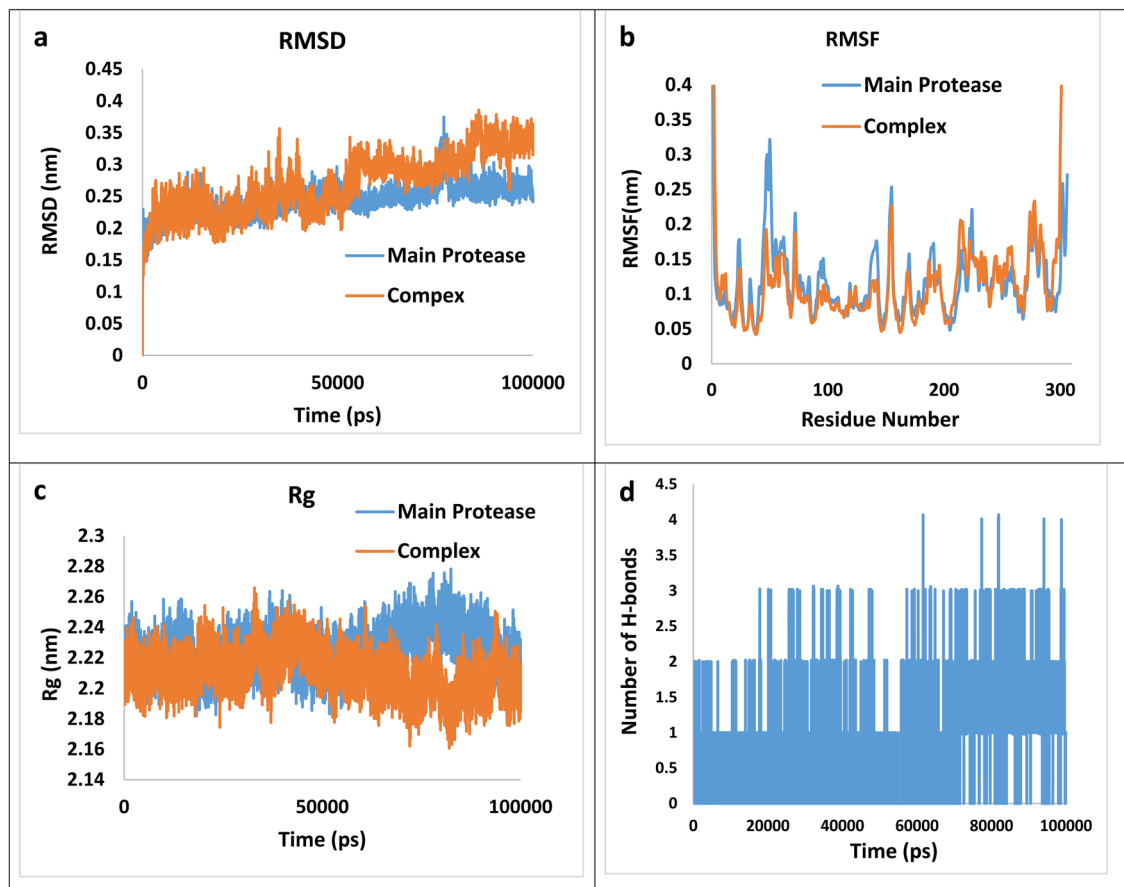 a
RMSD
0.45
0.4
0.35
0.3
0.25
0.2
0.15
0.1
0.05
0
RMSD (nm)
Main Protease
Compex
0 50000 100000
Time (ps)
b
RMSF
0.4
0.35
0.3
0.25
0.2
0.15
0.1
0.05
0
RMSF(nm)
Main Protease
Complex
0 100 200 300
Residue Number
c
Rg
2.3
2.28
2.26
2.24
2.22
2.2
2.18
2.16
2.14
Rg (nm)
Main Protease
Complex
0 50000 100000
Time (ps)
d
4.5
4
3.5
3
2.5
2
1.5
1
0.5
0
Number of H-bonds
0 20000 40000 60000 80000 100000
Time (ps)